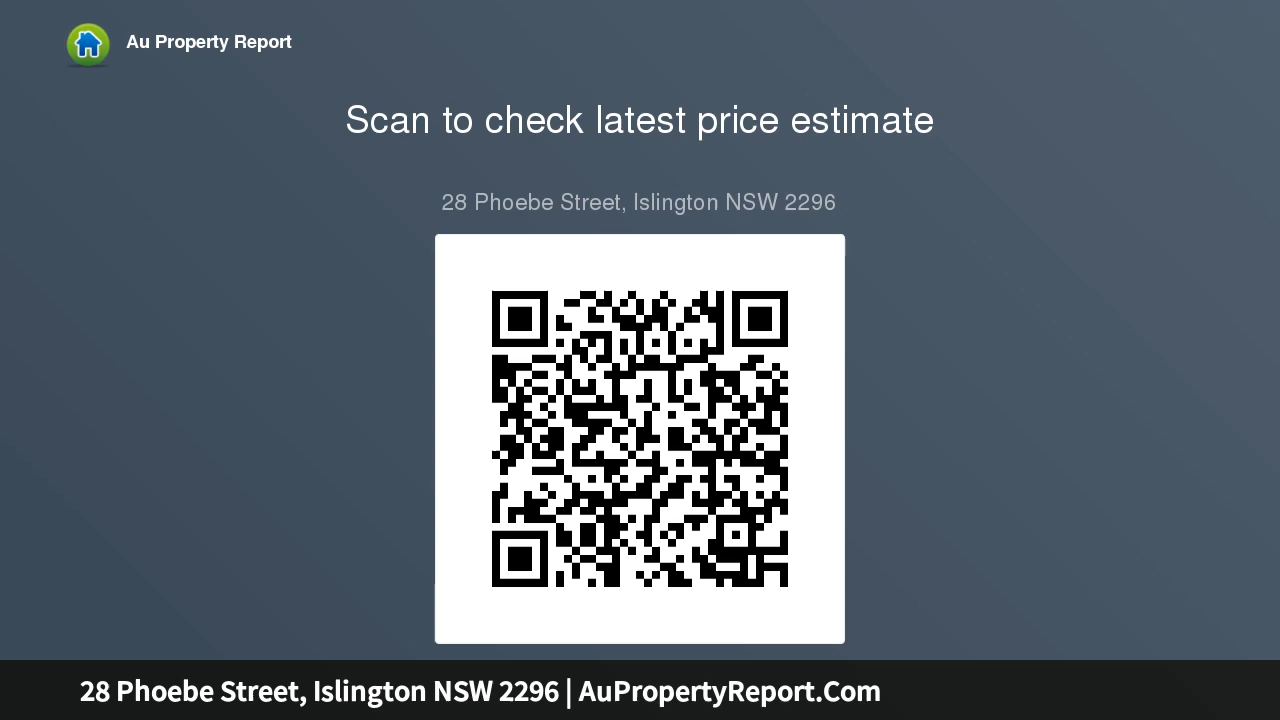 Au Property Report
Scan to check latest price estimate
28 Phoebe Street, Islington NSW 2296
28 Phoebe Street, Islington NSW 2296 | AuPropertyReport.Com